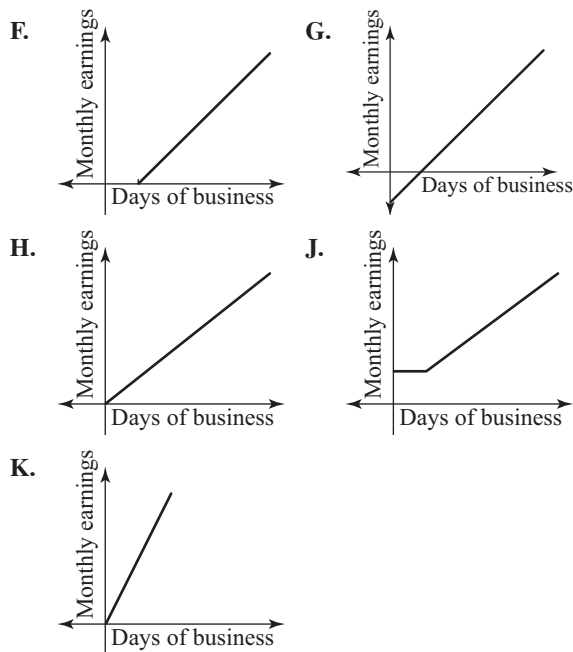 F.
Monthly earnings
Days of business
G.
Monthly earnings
Days of business
H.
Monthly earnings
Days of business
J.
Monthly earnings
Days of business
K.
Monthly earnings
Days of business